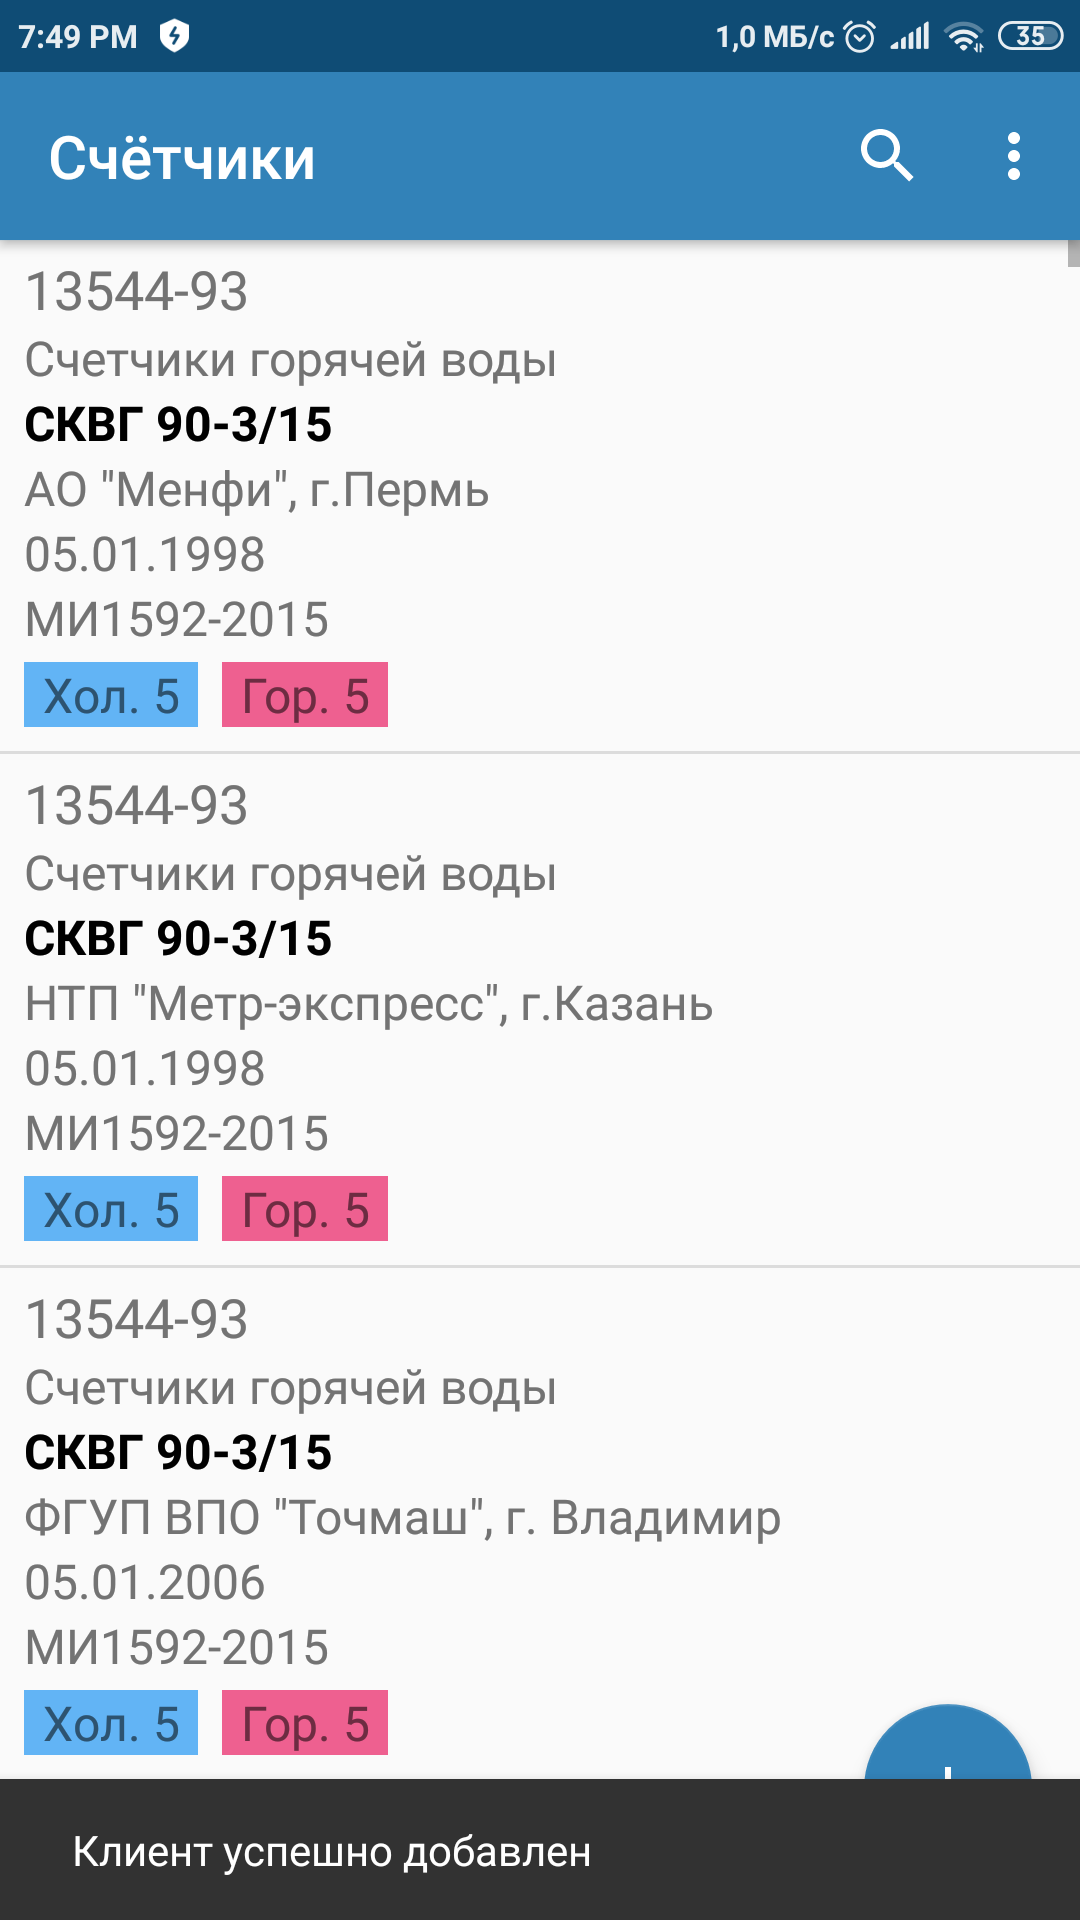 7:49 PM 1,0 МБ/с 35
Счётчики
13544-93
Счетчики горячей воды
СКВГ 90-3/15
АО "Менфи", г.Пермь
05.01.1998
МИ1592-2015
Хол. 5 Гор. 5
13544-93
Счетчики горячей воды
СКВГ 90-3/15
НТП "Метр-экспресс", г.Казань
05.01.1998
МИ1592-2015
Хол. 5 Гор. 5
13544-93
Счетчики горячей воды
СКВГ 90-3/15
ФГУП ВПО "Точмаш", г. Владимир
05.01.2006
МИ1592-2015
Хол. 5 Гор. 5
Клиент успешно добавлен